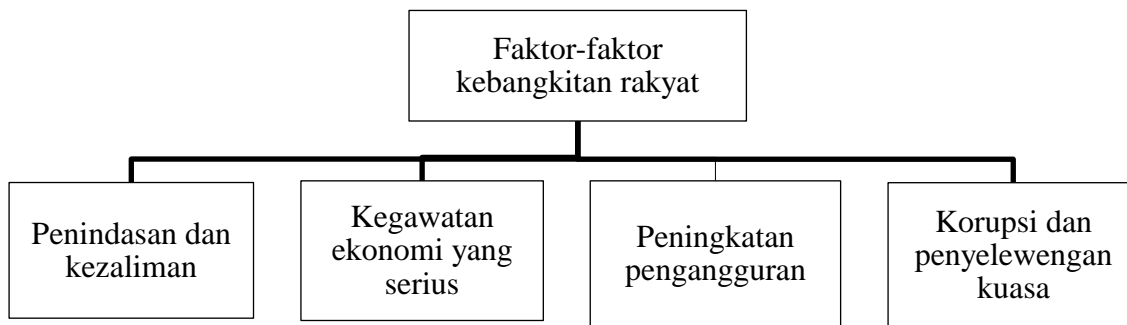 Faktor-faktor
kebangkitan rakyat
Penindasan dan
kezaliman
Kegawatan
ekonomi yang
serius
Peningkatan
pengangguran
Korupsi dan
penyelewengan
kuasa